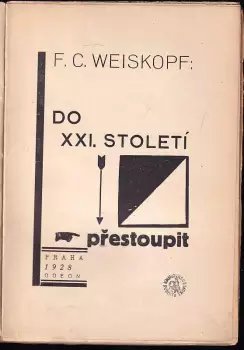 F. C. WEISKOPF:
DO
XXI. STOLETÍ
přestoupit
PRAHA
1928
ODEON